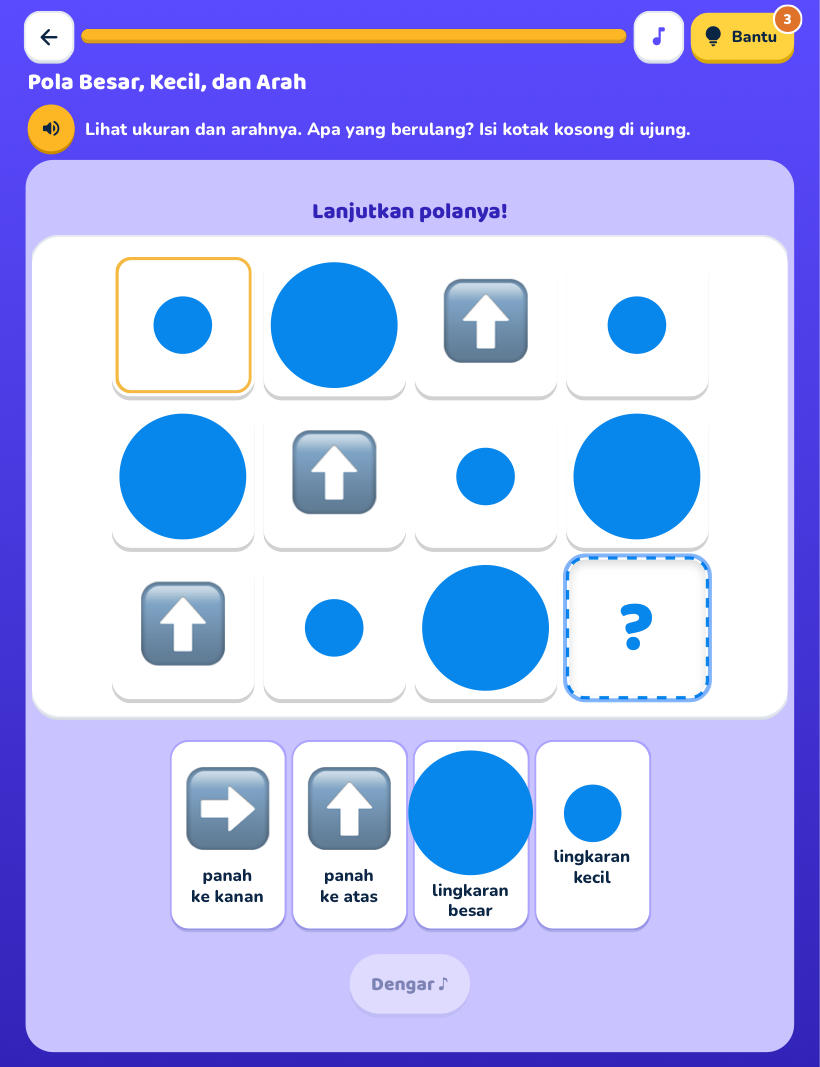 3
Bantu
Pola Besar, Kecil, dan Arah
Lihat ukuran dan arahnya. Apa yang berulang? Isi kotak kosong di ujung.
Lanjutkan polanya!
?
panah
ke kanan
panah
ke atas
lingkaran
besar
lingkaran
kecil
Dengar ♪